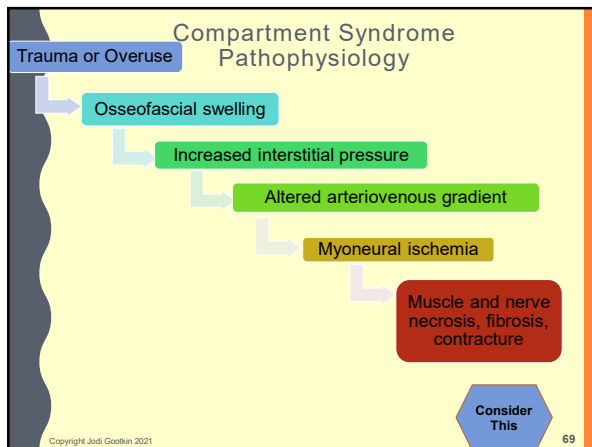 Compartment Syndrome
Pathophysiology
Trauma or Overuse
Osseofascial swelling
Increased interstitial pressure
Altered arteriovenous gradient
Myoneural ischemia
Muscle and nerve
necrosis, fibrosis,
contracture
Consider
This
Copyright Jodi Gootkin 2021
69